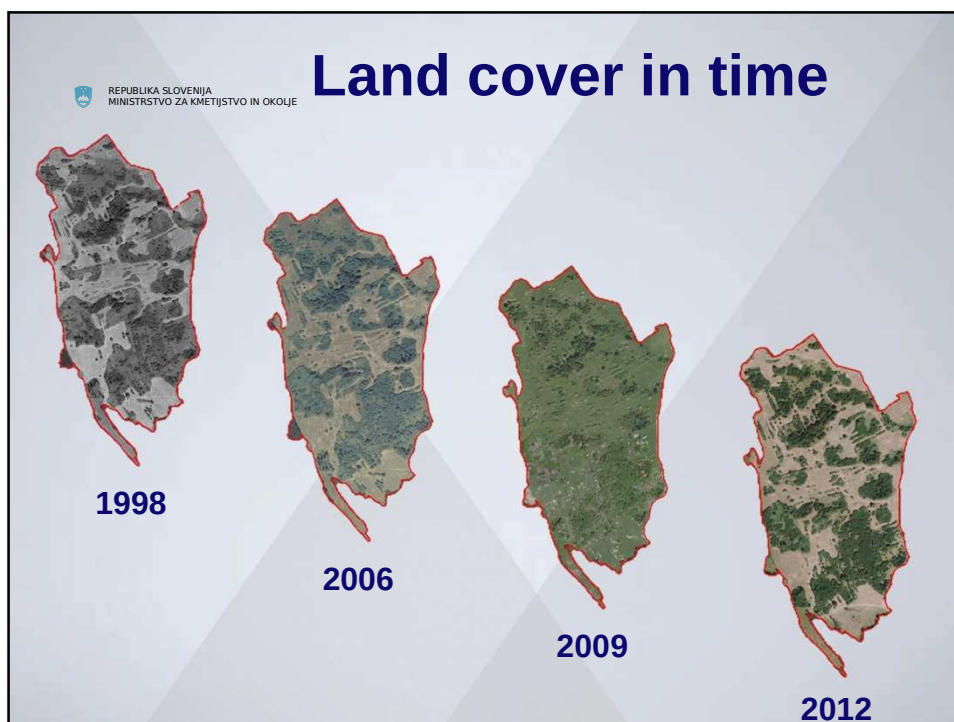 Land cover in time
REPUBLIKA SLOVENIJA
MINISTRSTVO ZA KMETIJSTVO IN OKOLJE
1998
2006
2009
2012